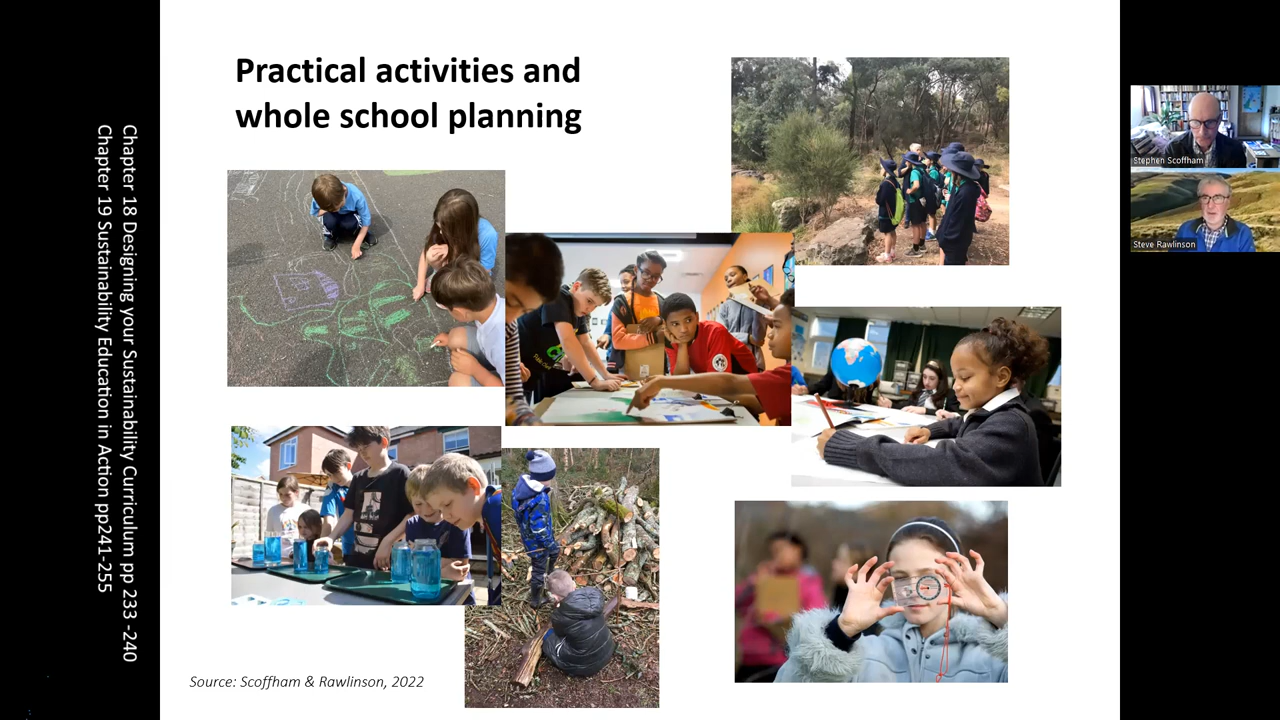 Practical activities and
whole school planning
Chapter 18 Designing your Sustainability Curriculum pp 233 -240
Chapter 19 Sustainability Education in Action pp241-255
Source: Scoffham & Rawlinson, 2022
Stephen Scoffham
Steve Rawlinson